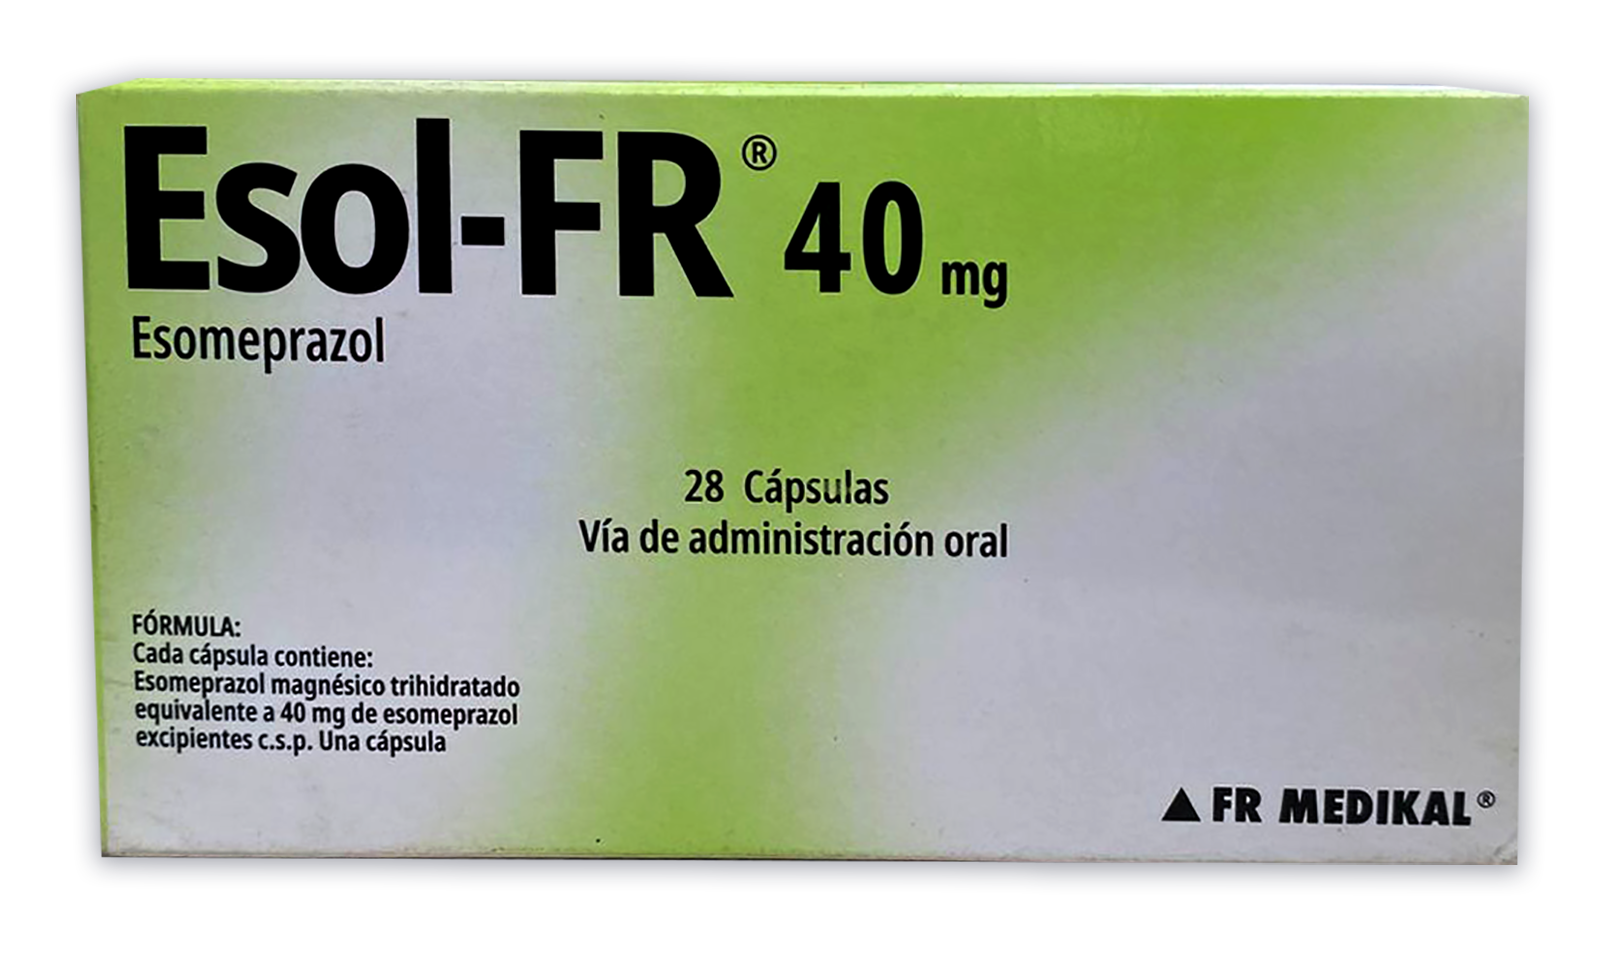 Esol-FR® 40 mg
Esomeprazol
28 Cápsulas
Vía de administración oral
FÓRMULA:
Cada cápsula contiene:
Esomeprazol magnésico trihidratado
equivalente a 40 mg de esomeprazol
excipientes c.s.p. Una cápsula
FR MEDIKAL®